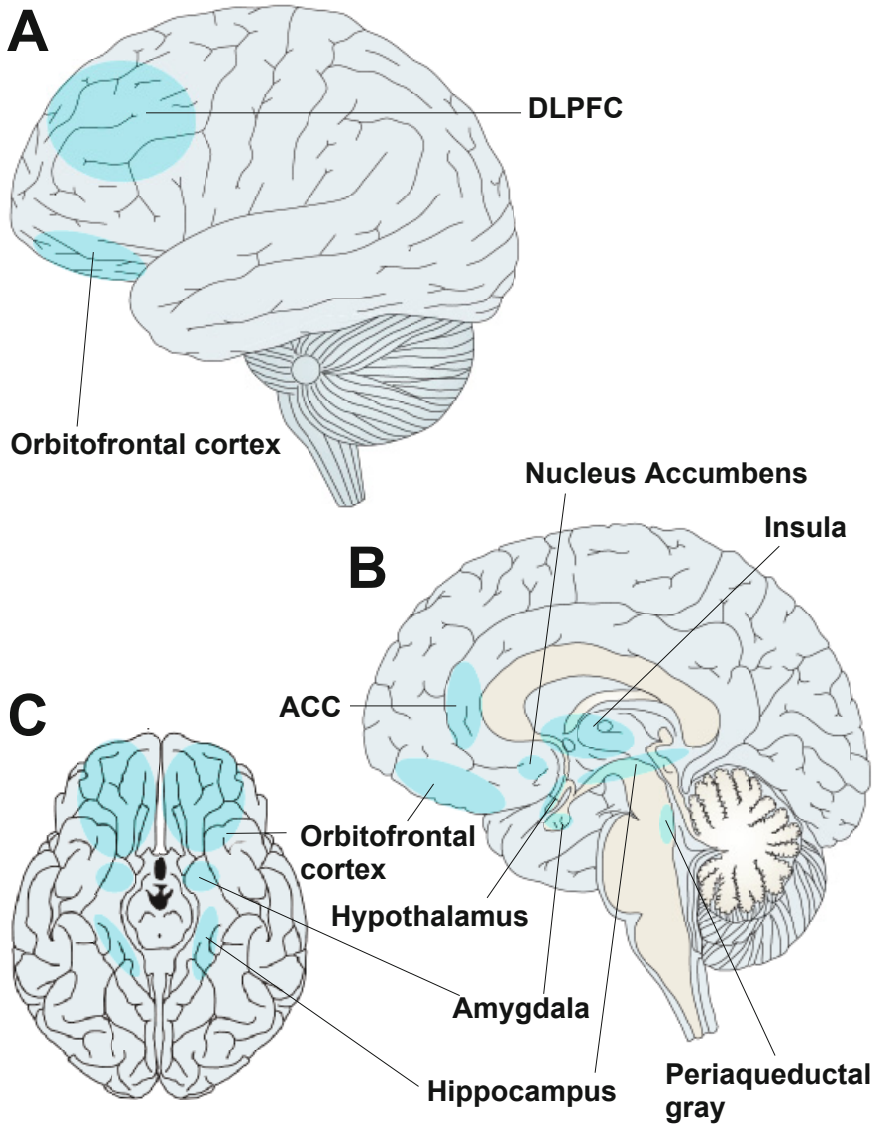 A
DLPFC
Orbitofrontal cortex
Nucleus Accumbens
Insula
B
ACC
C
Orbitofrontal
cortex
Hypothalamus
Amygdala
Hippocampus
Periaqueductal
gray